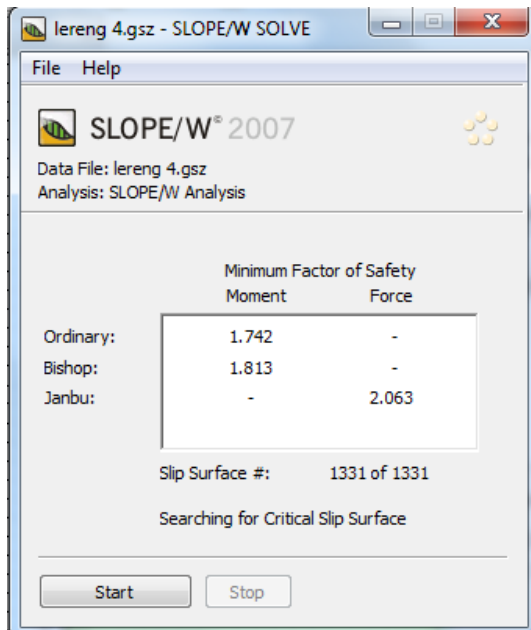 lereng 4.gsz - SLOPE/W SOLVE
File Help
SLOPE/W® 2007
Data File: lereng 4.gsz
Analysis: SLOPE/W Analysis
Minimum Factor of Safety
Moment Force
Ordinary: 1.742 -
Bishop: 1.813 -
Janbu: - 2.063
Slip Surface #: 1331 of 1331
Searching for Critical Slip Surface
Start Stop